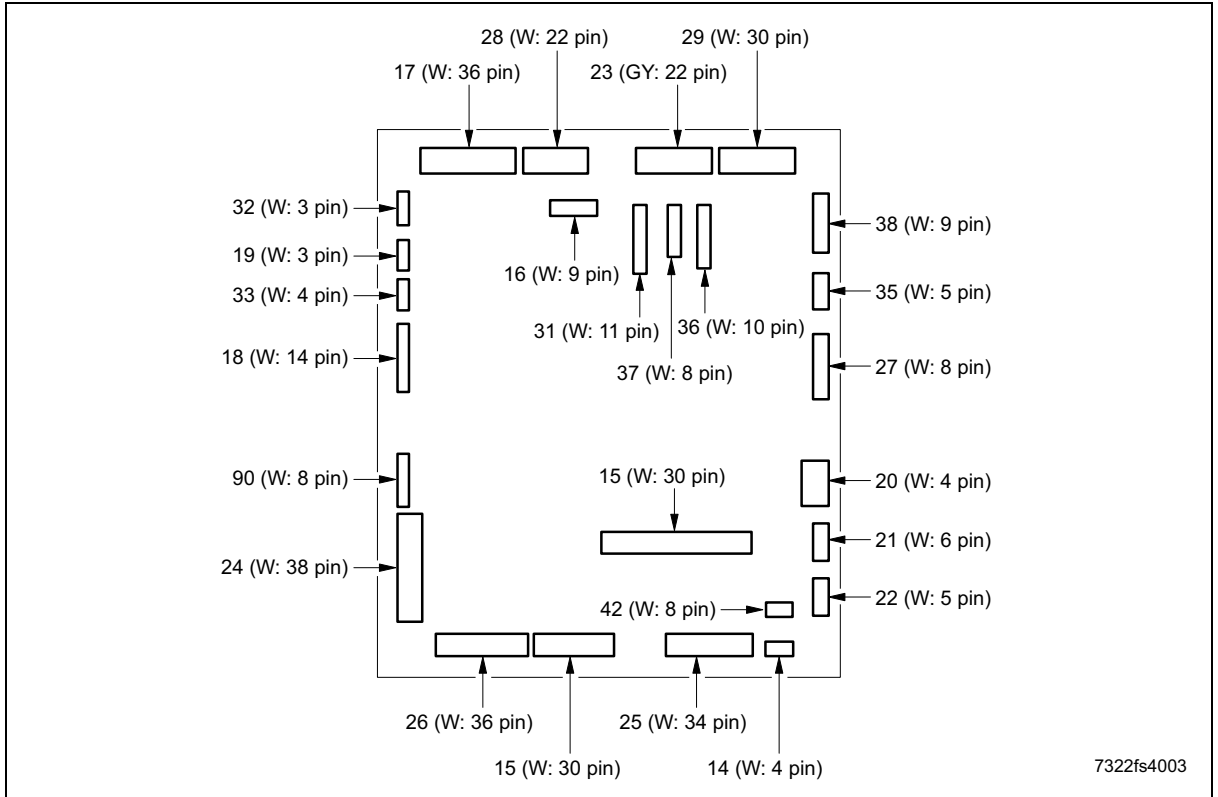 28 (W: 22 pin)
29 (W: 30 pin)
17 (W: 36 pin)
23 (GY: 22 pin)
32 (W: 3 pin)
38 (W: 9 pin)
19 (W: 3 pin)
16 (W: 9 pin)
33 (W: 4 pin)
35 (W: 5 pin)
31 (W: 11 pin)
36 (W: 10 pin)
18 (W: 14 pin)
37 (W: 8 pin)
27 (W: 8 pin)
90 (W: 8 pin)
15 (W: 30 pin)
20 (W: 4 pin)
21 (W: 6 pin)
24 (W: 38 pin)
22 (W: 5 pin)
42 (W: 8 pin)
26 (W: 36 pin)
25 (W: 34 pin)
15 (W: 30 pin)
14 (W: 4 pin)
7322fs4003